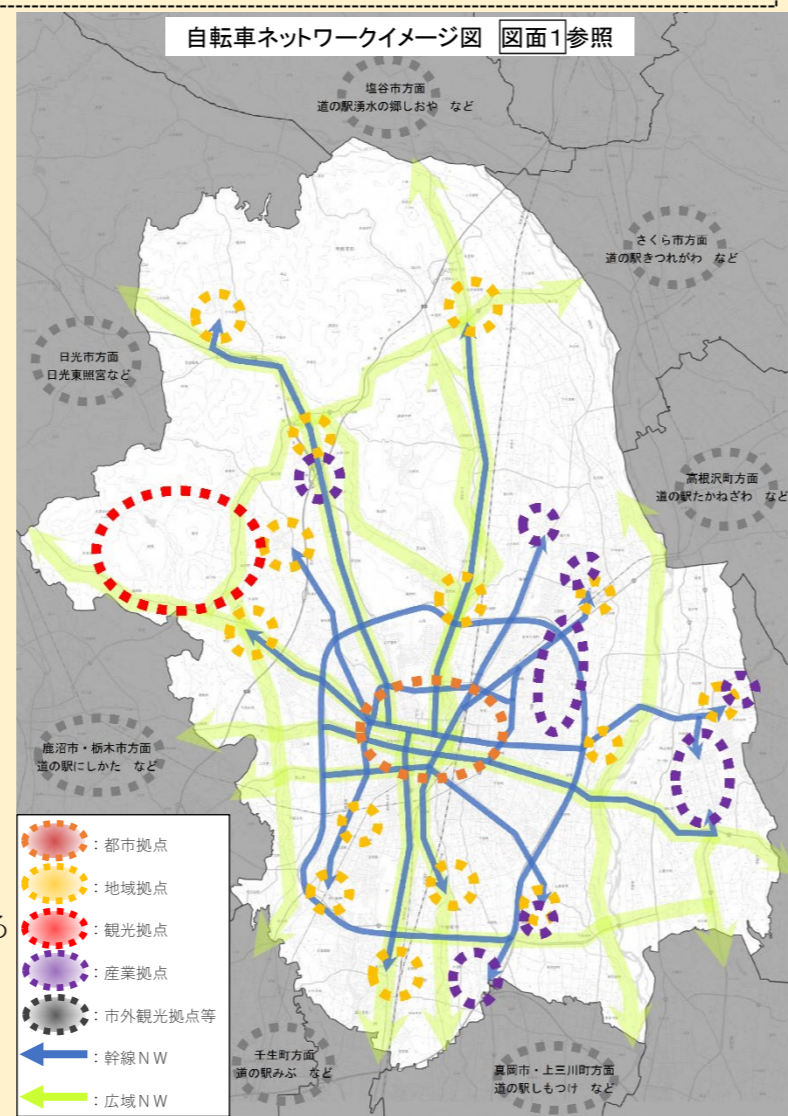 自転車ネットワークイメージ図 図面1参照
塩谷市方面
道の駅湧水の郷しおや など
さくら市方面
道の駅きつれがわ など
日光市方面
日光東照宮など
高根沢町方面
道の駅たかねざわ など
鹿沼市・栃木市方面
道の駅にしかた など
：都市拠点
：地域拠点
：観光拠点
：産業拠点
：市外観光拠点等
：幹線NW
：広域NW
る
壬生町方面
道の駅みぶ など
真岡市・上三川町方面
道の駅しもつけ など